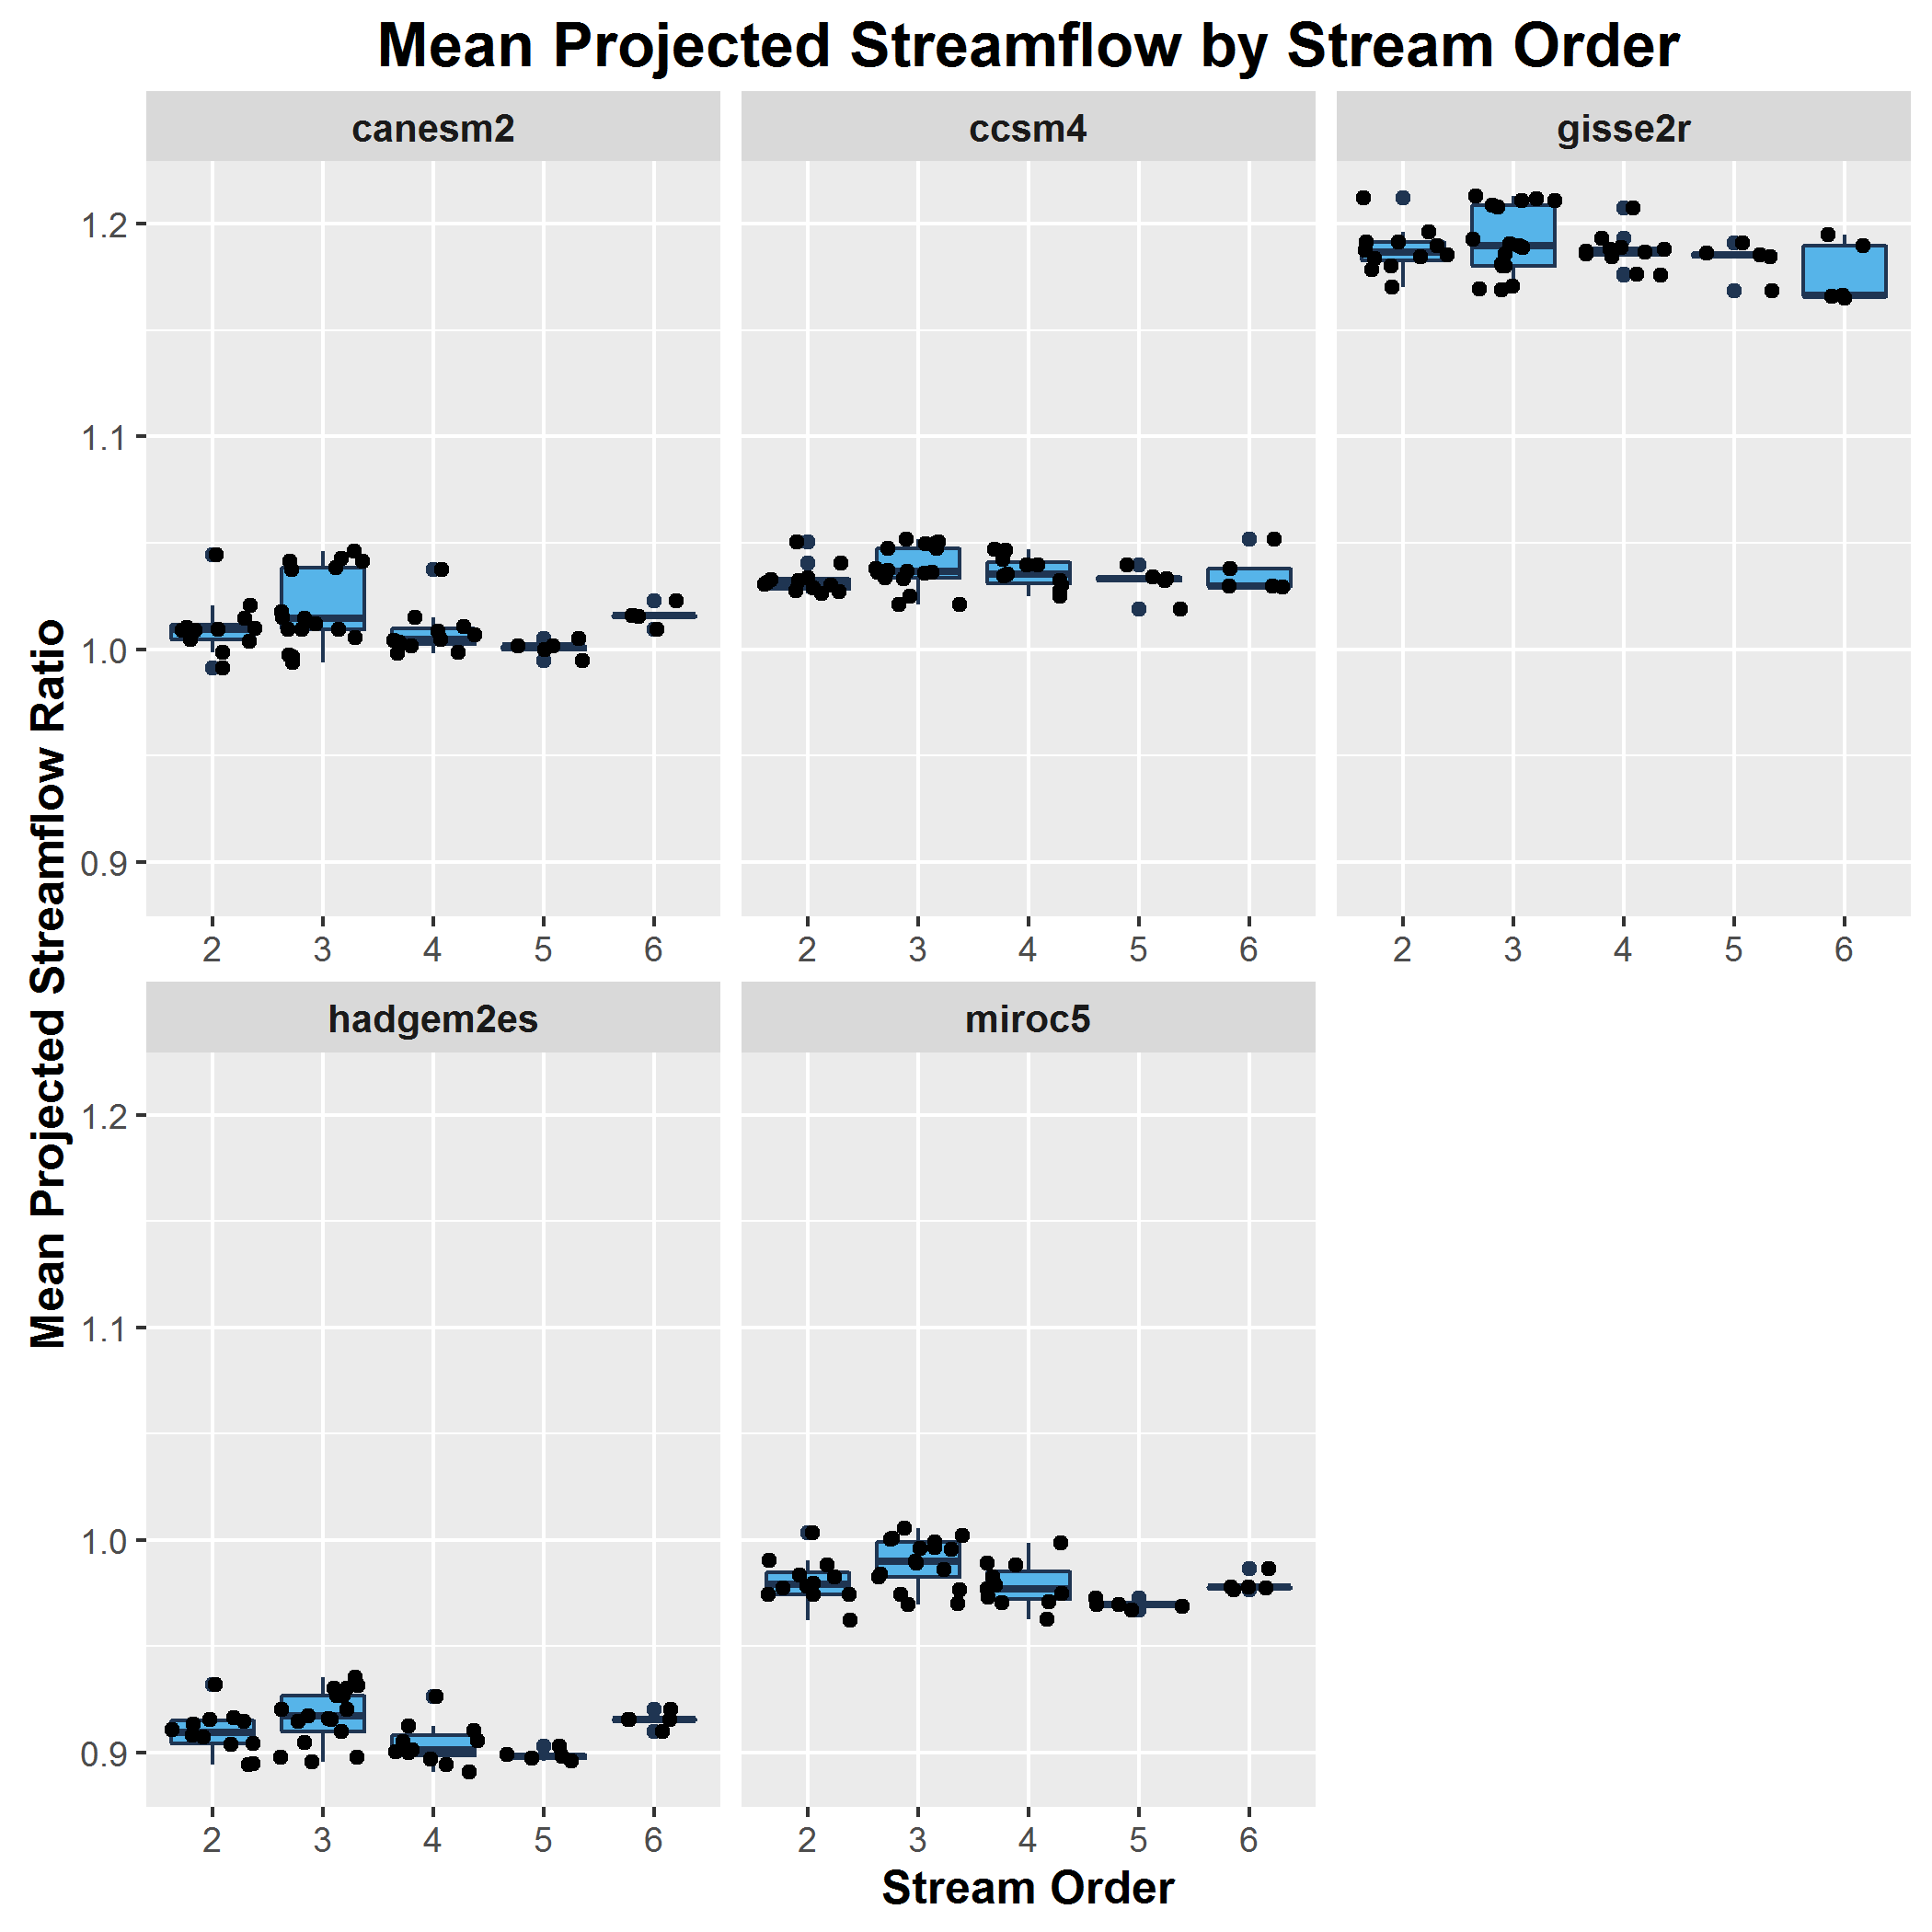 Mean Projected Streamflow by Stream Order
canesm2
ccsm4
gisse2r
1.2
1.1
1.0
0.9
2 3 4 5 6
2 3 4 5 6
2 3 4 5 6
Mean Projected Streamflow Ratio
hadgem2es
miroc5
1.2
1.1
1.0
0.9
2 3 4 5 6
2 3 4 5 6
Stream Order